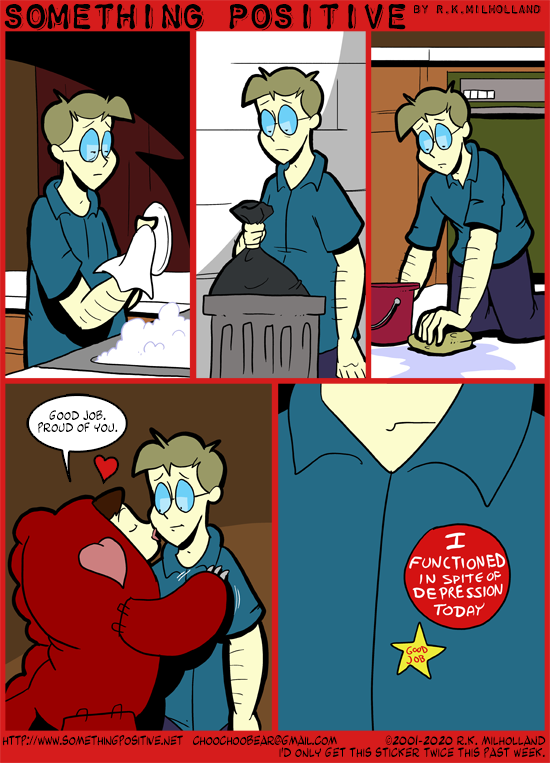 SOMETHING POSITIVE BY R.K.MILHOLLAND
GOOD JOB.
PROUD OF YOU.
I
FUNCTIONED
IN SPITE OF
DEPRESSION
TODAY
GOOD
JOB
HTTP://WWW.SOMETHINGPOSITIVE.NET CHOOCHOOBEAR@GMAIL.COM ©2001-2020 R.K. MILHOLLAND
I'D ONLY GET THIS STICKER TWICE THIS PAST WEEK.